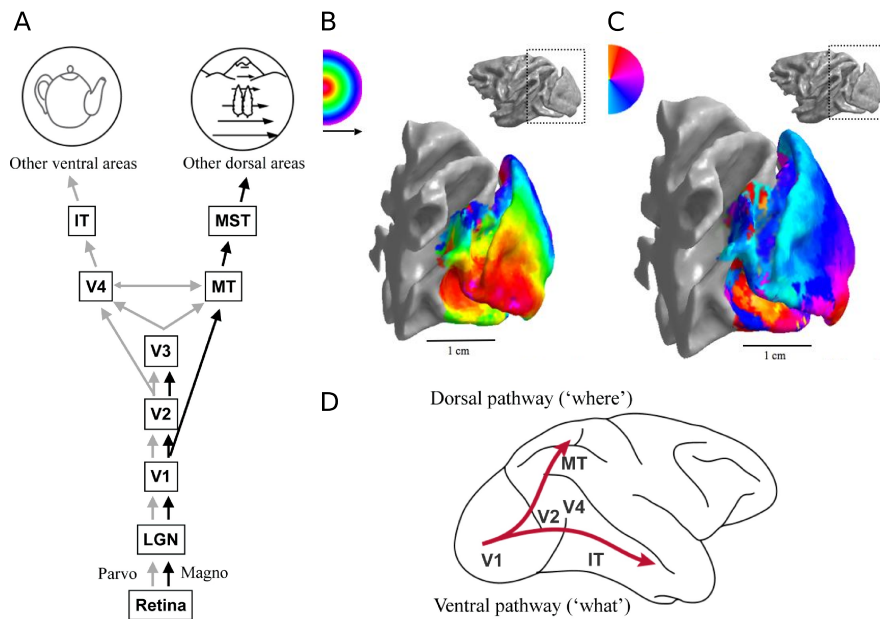 A
Other ventral areas
Other dorsal areas
IT
MST
V4
MT
V3
V2
V1
LGN
Parvo
Magno
Retina
B
1 cm
C
1 cm
D
Dorsal pathway (‘where’)
MT
V4
V2
V1
IT
Ventral pathway (‘what’)